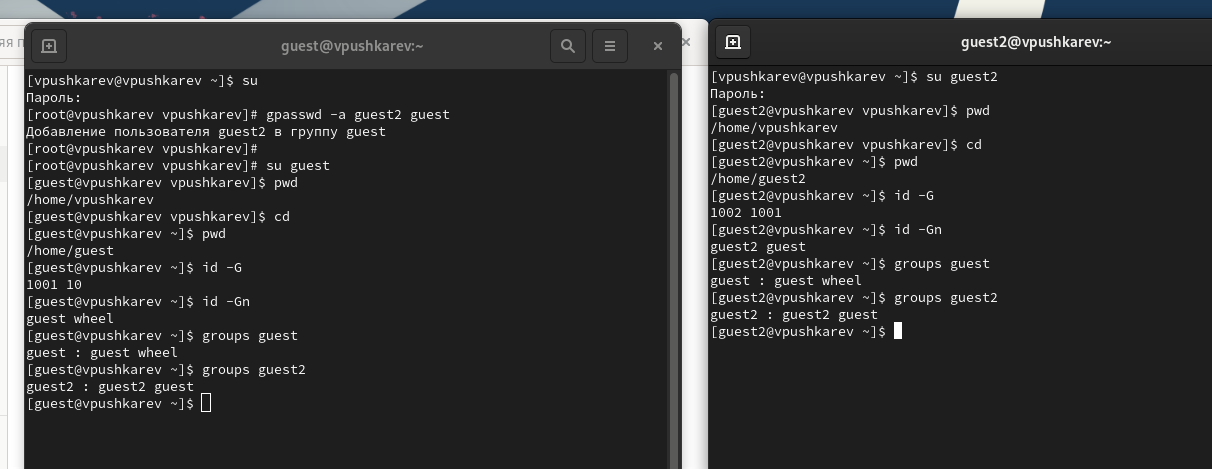 guest@vpushkarev:~
[vpushkarev@vpushkarev ~]$ su
Пароль:
[root@vpushkarev vpushkarev]# gpasswd -a guest2 guest
Добавление пользователя guest2 в группу guest
[root@vpushkarev vpushkarev]#
[root@vpushkarev vpushkarev]# su guest
[guest@vpushkarev vpushkarev]$ pwd
/home/vpushkarev
[guest@vpushkarev vpushkarev]$ cd
[guest@vpushkarev ~]$ pwd
/home/guest
[guest@vpushkarev ~]$ id -G
1001 10
[guest@vpushkarev ~]$ id -Gn
guest wheel
[guest@vpushkarev ~]$ groups guest
guest : guest wheel
[guest@vpushkarev ~]$ groups guest2
guest2 : guest2 guest
[guest@vpushkarev ~]$
guest2@vpushkarev:~
[vpushkarev@vpushkarev ~]$ su guest2
Пароль:
[guest2@vpushkarev vpushkarev]$ pwd
/home/vpushkarev
[guest2@vpushkarev vpushkarev]$ cd
[guest2@vpushkarev ~]$ pwd
/home/guest2
[guest2@vpushkarev ~]$ id -G
1002 1001
[guest2@vpushkarev ~]$ id -Gn
guest2 guest
[guest2@vpushkarev ~]$ groups guest
guest : guest wheel
[guest2@vpushkarev ~]$ groups guest2
guest2 : guest2 guest
[guest2@vpushkarev ~]$